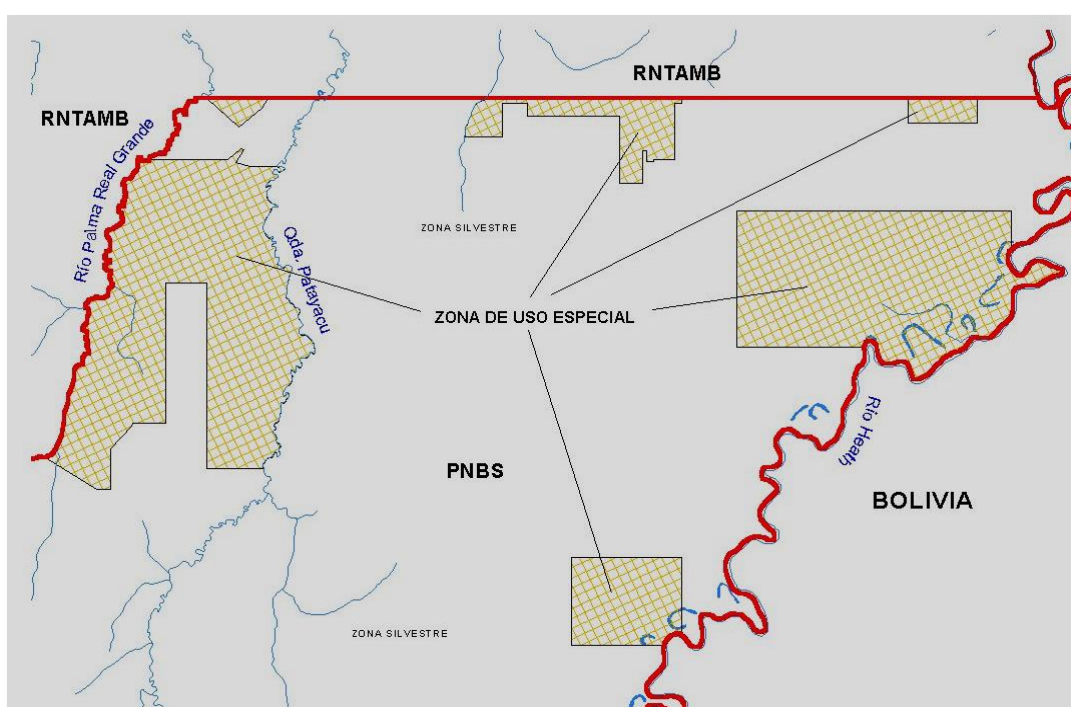 RNTAMB
RNTAMB
Río Palma Real Grande
ZONA SILVESTRE
Qda. Patayacu
ZONA DE USO ESPECIAL
Río Heath
PNBS
BOLIVIA
ZONA SILVESTRE